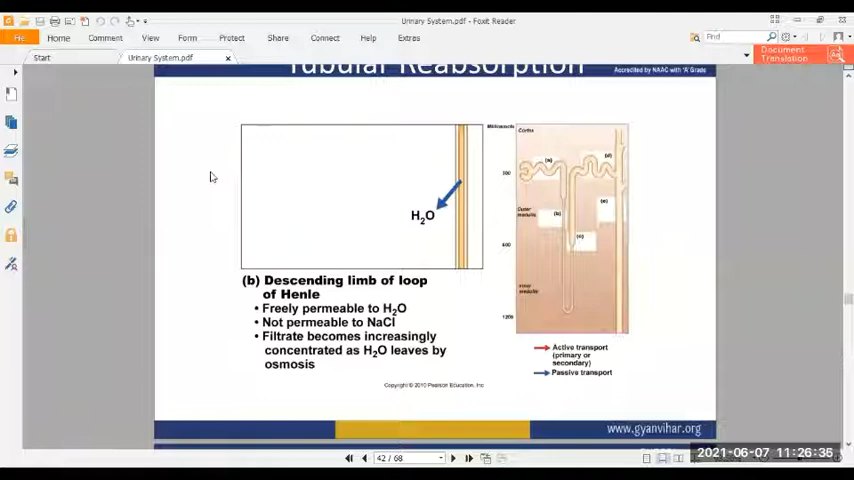 Urinary System.pdf - Foxit Reader
File
Home
Comment
View
Form
Protect
Share
Connect
Help
Extras
Find
Start
Urinary System.pdf
Document
Translation
Tubular Reabsorption
Accredited by NAAC with 'A' Grade
H2O
Milliosmols
Cortex
(a)
(d)
300
Outer
medulla
(b)
(e)
(c)
600
Inner
medulla
1200
(b) Descending limb of loop
of Henle
• Freely permeable to H2O
• Not permeable to NaCl
• Filtrate becomes increasingly
concentrated as H2O leaves by
osmosis
Active transport
(primary or
secondary)
Passive transport
Copyright © 2010 Pearson Education, Inc
www.gyanvihar.org
42 / 68
2021-06-07 11:26:35